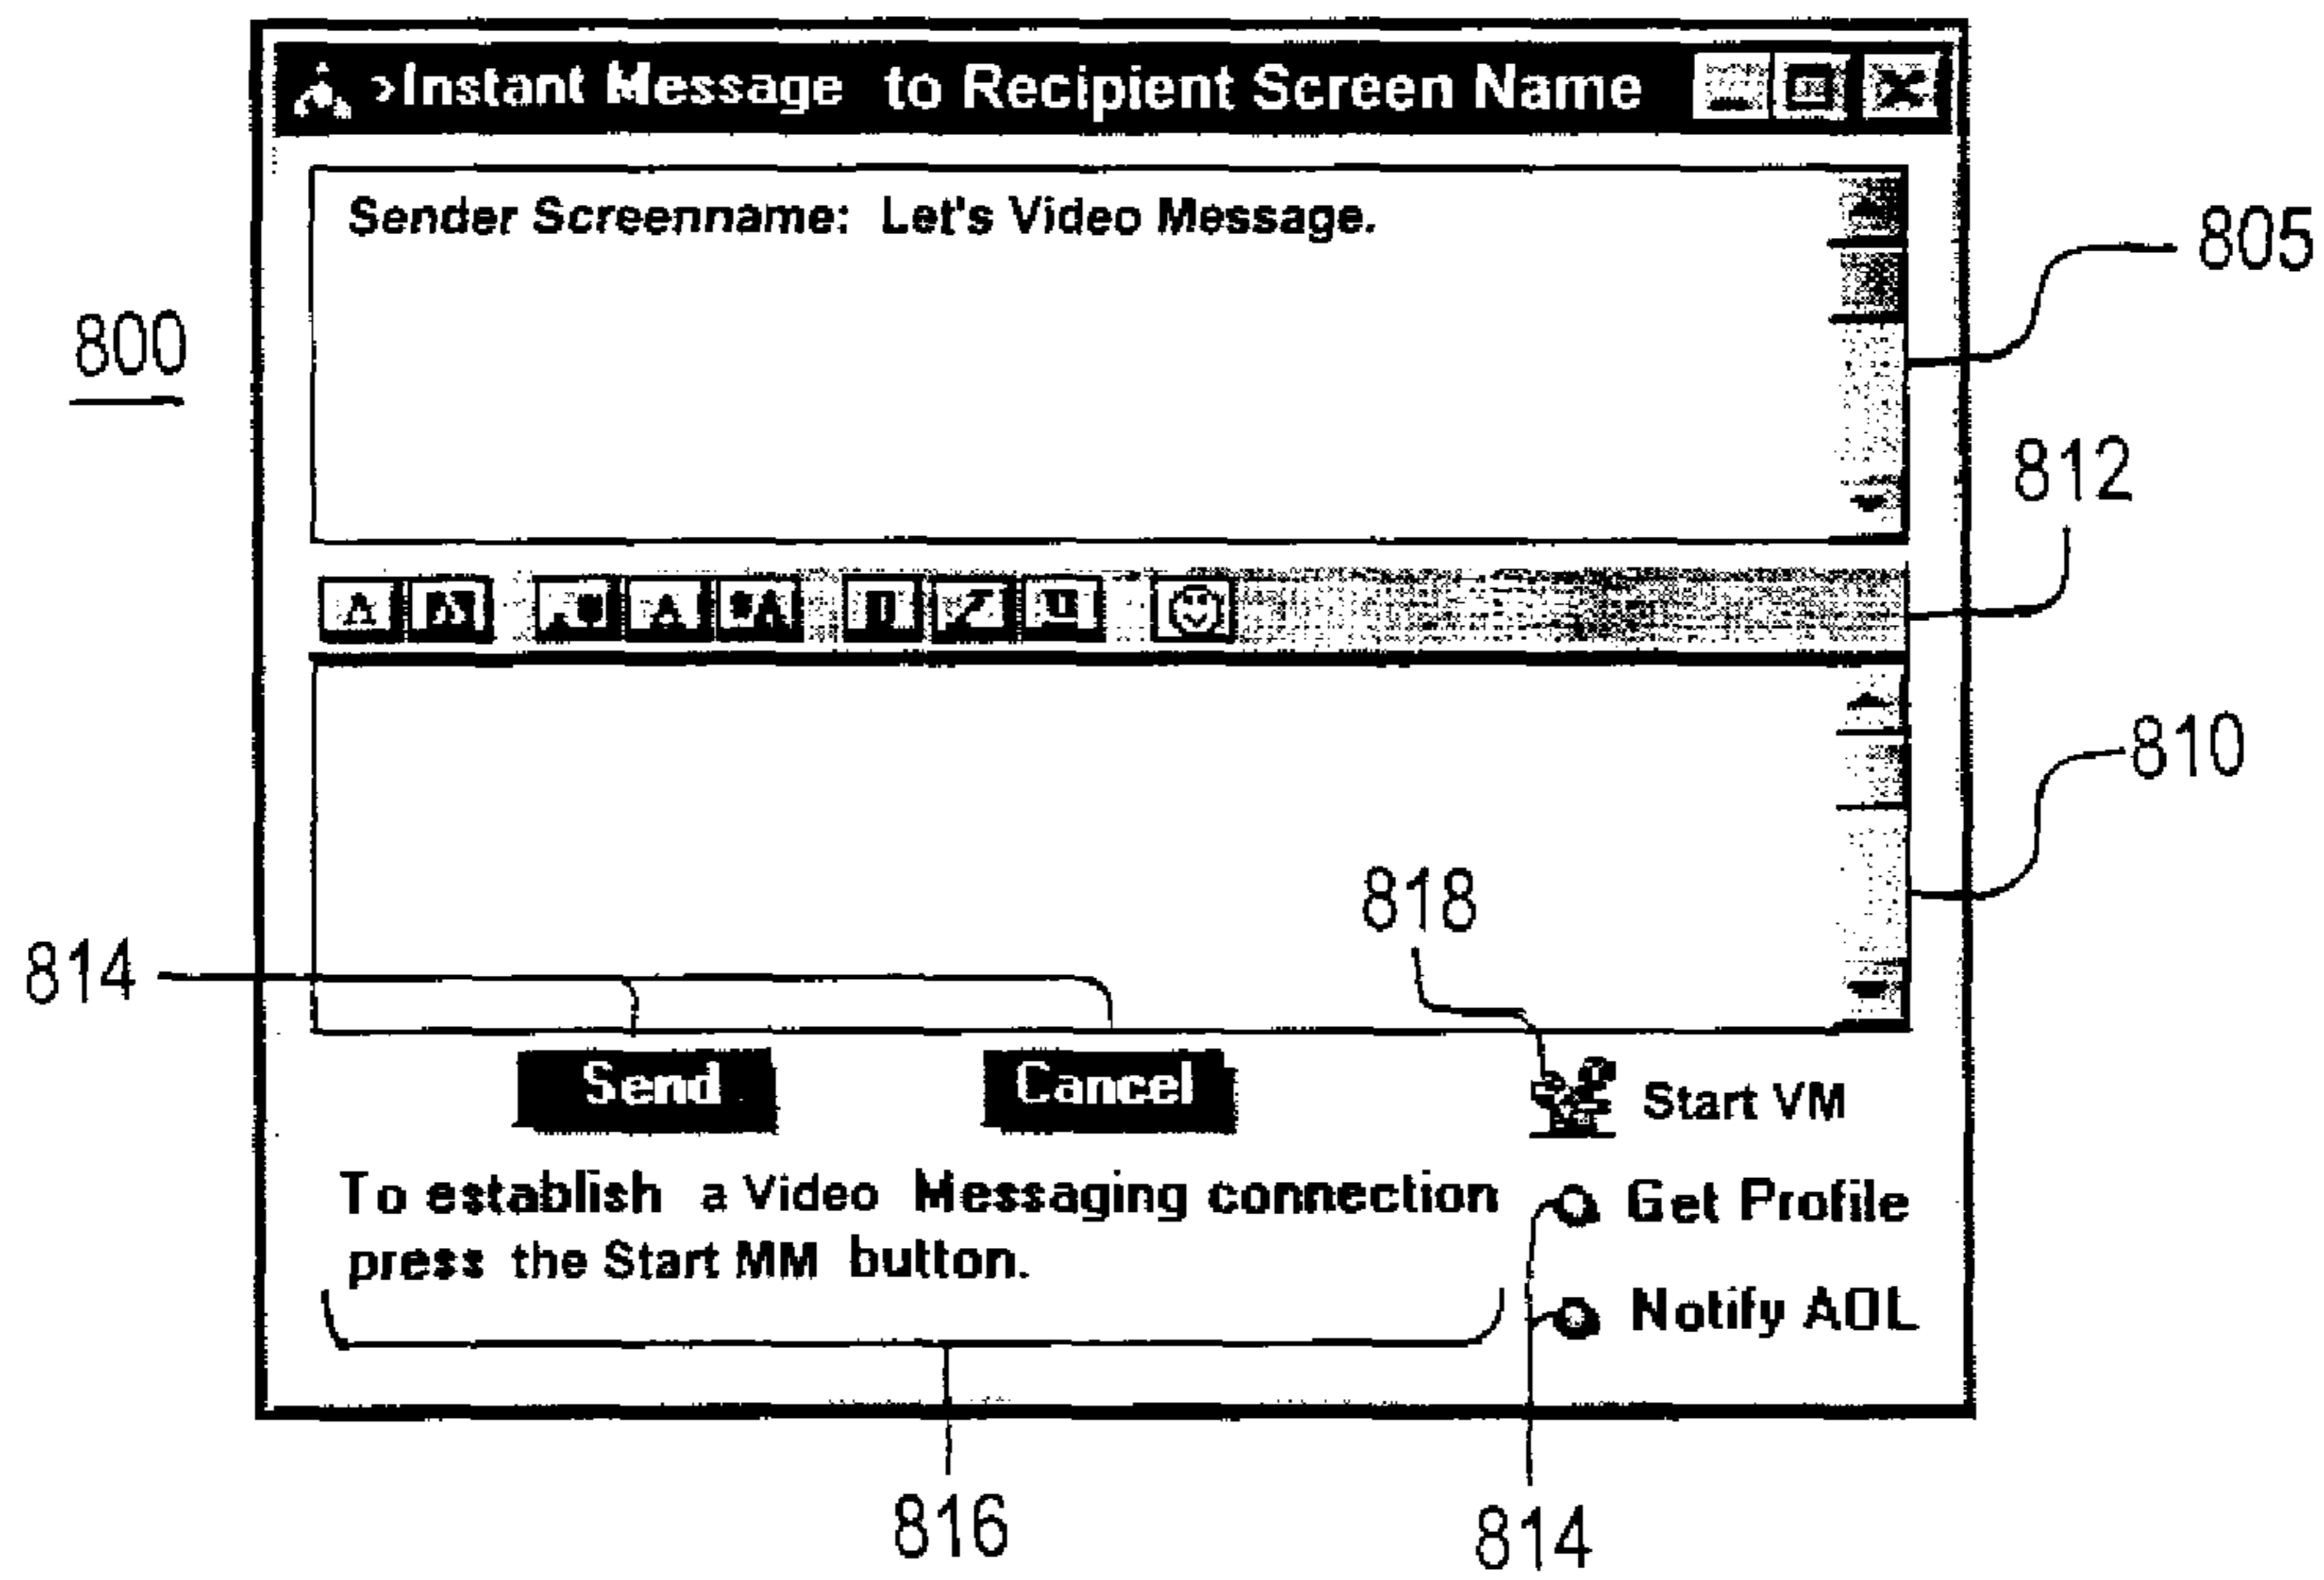 >Instant Message to Recipient Screen Name
Sender Screenname: Let's Video Message.
805
800
812
A
A
A
A
810
818
814
Send
Cancel
Start VM
To establish a Video Messaging connection
press the Start MM button.
Get Profile
Notify AOL
816
814